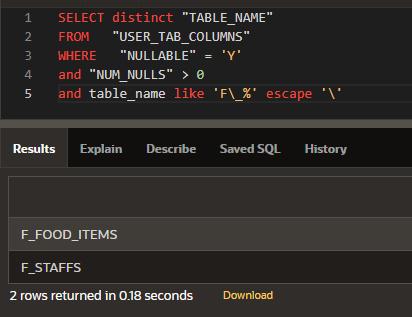 1 SELECT distinct "TABLE_NAME"
2 FROM "USER_TAB_COLUMNS"
3 WHERE "NULLABLE" = 'Y'
4 and "NUM_NULLS" > 0
5 and table_name like 'F\_%' escape '\'
Results Explain Describe Saved SQL History
F_FOOD_ITEMS
F_STAFFS
2 rows returned in 0.18 seconds Download